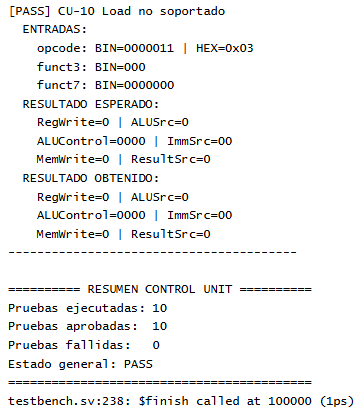 [PASS] CU-10 Load no soportado
ENTRADAS:
opcode: BIN=0000011 | HEX=0x03
funct3: BIN=000
funct7: BIN=0000000
RESULTADO ESPERADO:
RegWrite=0 | ALUSrc=0
ALUControl=0000 | ImmSrc=00
MemWrite=0 | ResultSrc=0
RESULTADO OBTENIDO:
RegWrite=0 | ALUSrc=0
ALUControl=0000 | ImmSrc=00
MemWrite=0 | ResultSrc=0
----------------------------------------
========== RESUMEN CONTROL UNIT ==========
Pruebas ejecutadas: 10
Pruebas aprobadas: 10
Pruebas fallidas: 0
Estado general: PASS
==========================================
testbench.sv:238: $finish called at 100000 (1ps)